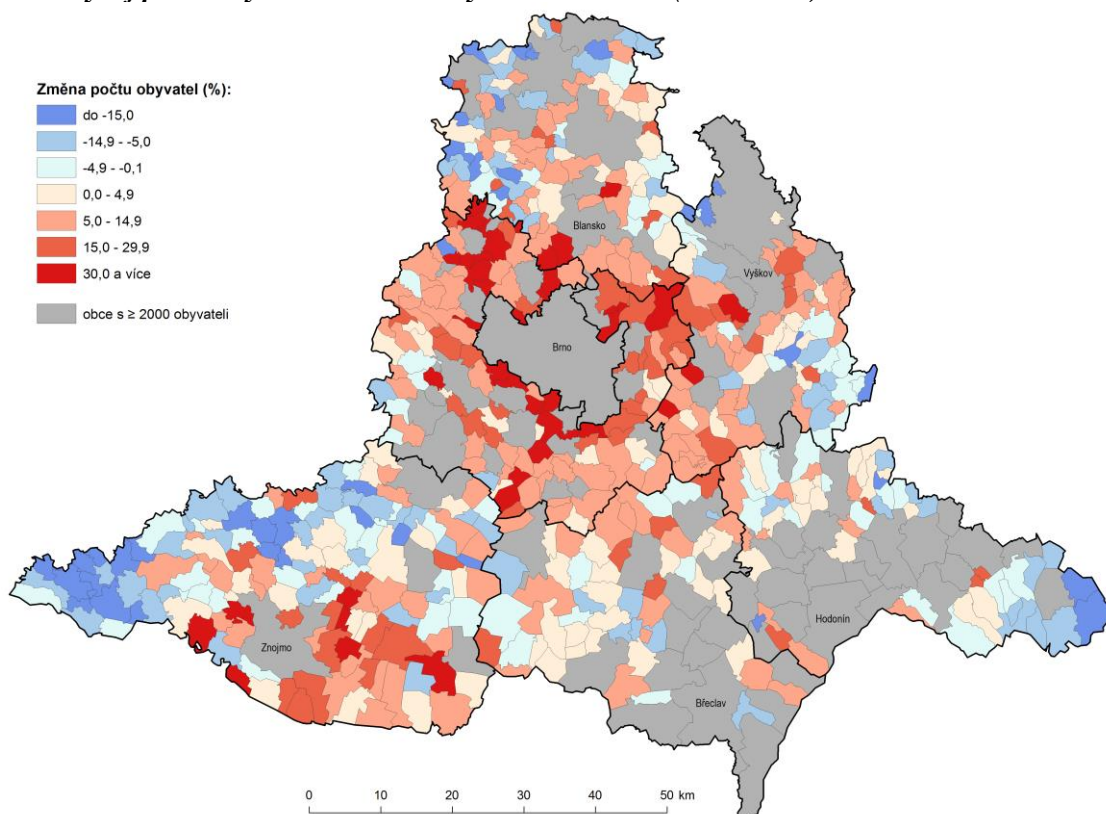 Změna počtu obyvatel (%):
do -15,0
-14,9 - -5,0
-4,9 - -0,1
0,0 - 4,9
5,0 - 14,9
15,0 - 29,9
30,0 a více
obce s ≥ 2000 obyvateli
Blansko
Vyškov
Brno
Znojmo
Hodonín
Břeclav
0 10 20 30 40 50 km